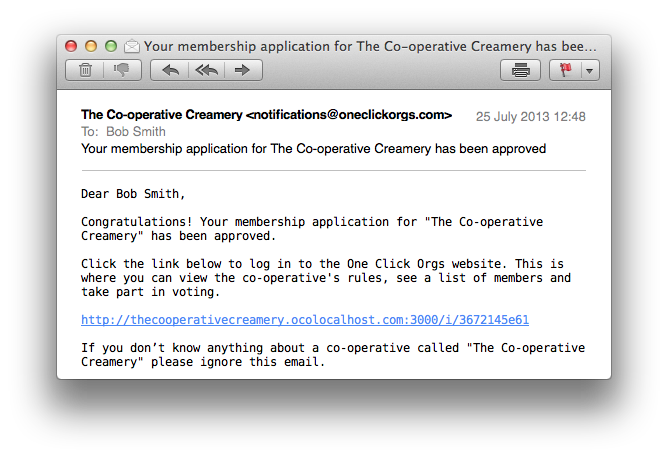 Your membership application for The Co-operative Creamery has bee...
The Co-operative Creamery <notifications@oneclickorgs.com>
25 July 2013 12:48
To: Bob Smith
Your membership application for The Co-operative Creamery has been approved
Dear Bob Smith,
Congratulations! Your membership application for "The Co-operative
Creamery" has been approved.
Click the link below to log in to the One Click Orgs website. This is
where you can view the co-operative's rules, see a list of members and
take part in voting.
http://thecooperativecreamery.ocolocalhost.com:3000/i/3672145e61
If you don’t know anything about a co-operative called "The Co-operative
Creamery" please ignore this email.